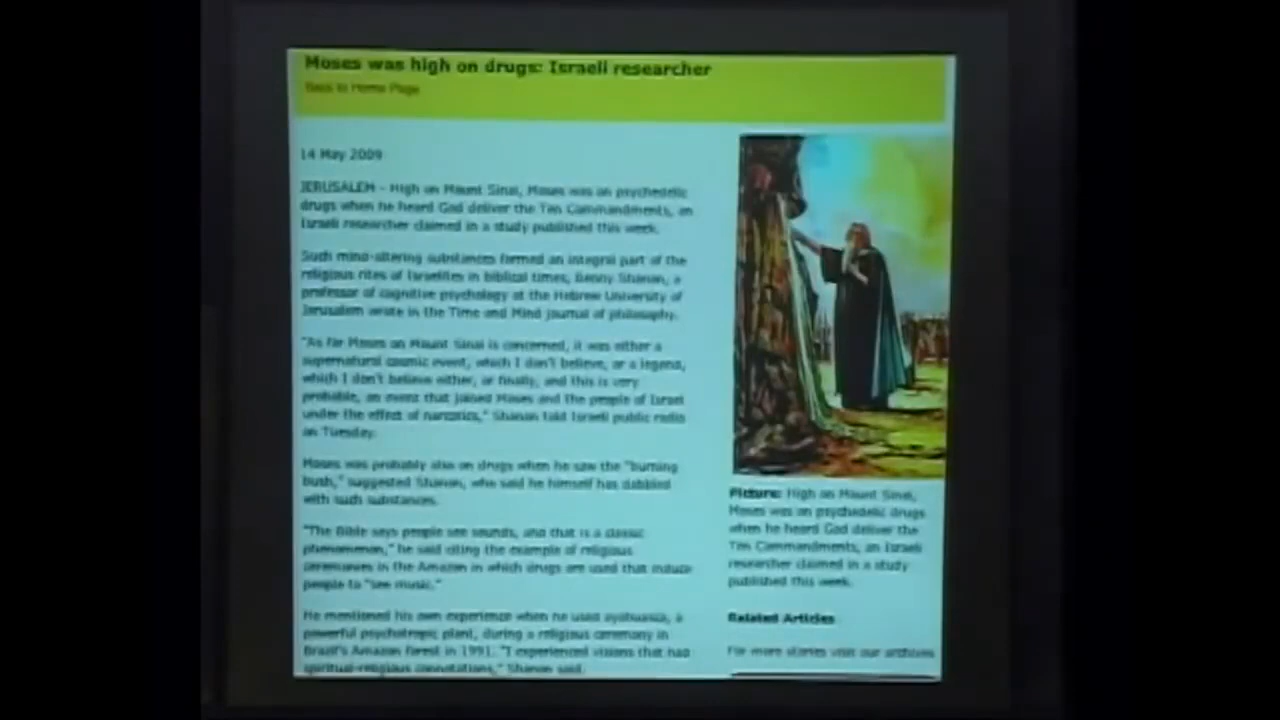 Moses was high on drugs: Israeli researcher
Back to Home Page
14 May 2009
JERUSALEM - High on Mount Sinai, Moses was on psychedelic
drugs when he heard God deliver the Ten Commandments, an
Israeli researcher claimed in a study published this week.
Such mind-altering substances formed an integral part of the
religious rites of Israelites in biblical times, Benny Shanon, a
professor of cognitive psychology at the Hebrew University of
Jerusalem wrote in the Time and Mind journal of philosophy.
"As far Moses on Mount Sinai is concerned, it was either a
supernatural cosmic event, which I don't believe, or a legend,
which I don't believe either, or finally, and this is very
probable, an event that joined Moses and the people of Israel
under the effect of narcotics," Shanon told Israeli public radio
on Tuesday.
Moses was probably also on drugs when he saw the "burning
bush," suggested Shanon, who said he himself has dabbled
with such substances.
"The Bible says people see sounds, and that is a classic
phenomenon," he said citing the example of religious
ceremonies in the Amazon in which drugs are used that induce
people to "see music."
He mentioned his own experience when he used ayahuasca, a
powerful psychotropic plant, during a religious ceremony in
Brazil's Amazon forest in 1991. "I experienced visions that had
spiritual-religious connotations," Shanon said.
Picture: High on Mount Sinai,
Moses was on psychedelic drugs
when he heard God deliver the
Ten Commandments, an Israeli
researcher claimed in a study
published this week.
Related Articles
For more stories visit our archives